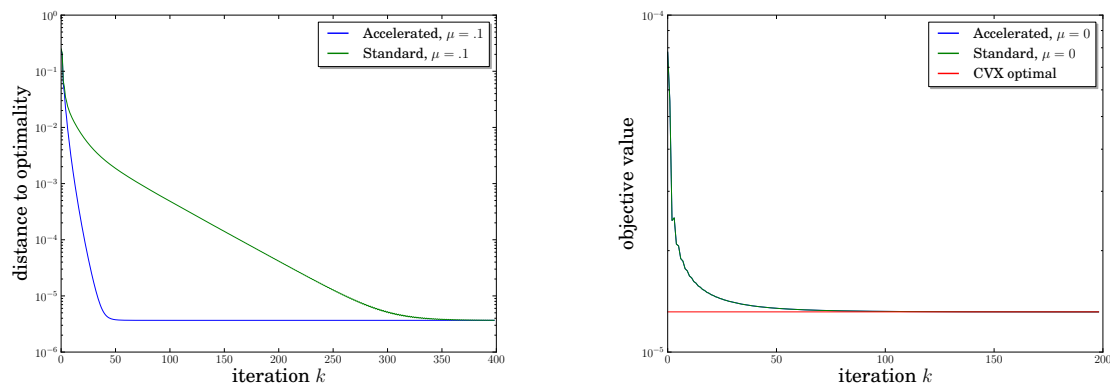 10^0
10^-1
10^-2
10^-3
10^-4
10^-5
10^-6
distance to optimality
0 50 100 150 200 250 300 350 400
iteration k
Accelerated, μ = .1
Standard, μ = .1
10^-4
10^-5
objective value
0 50 100 150 200
iteration k
Accelerated, μ = 0
Standard, μ = 0
CVX optimal